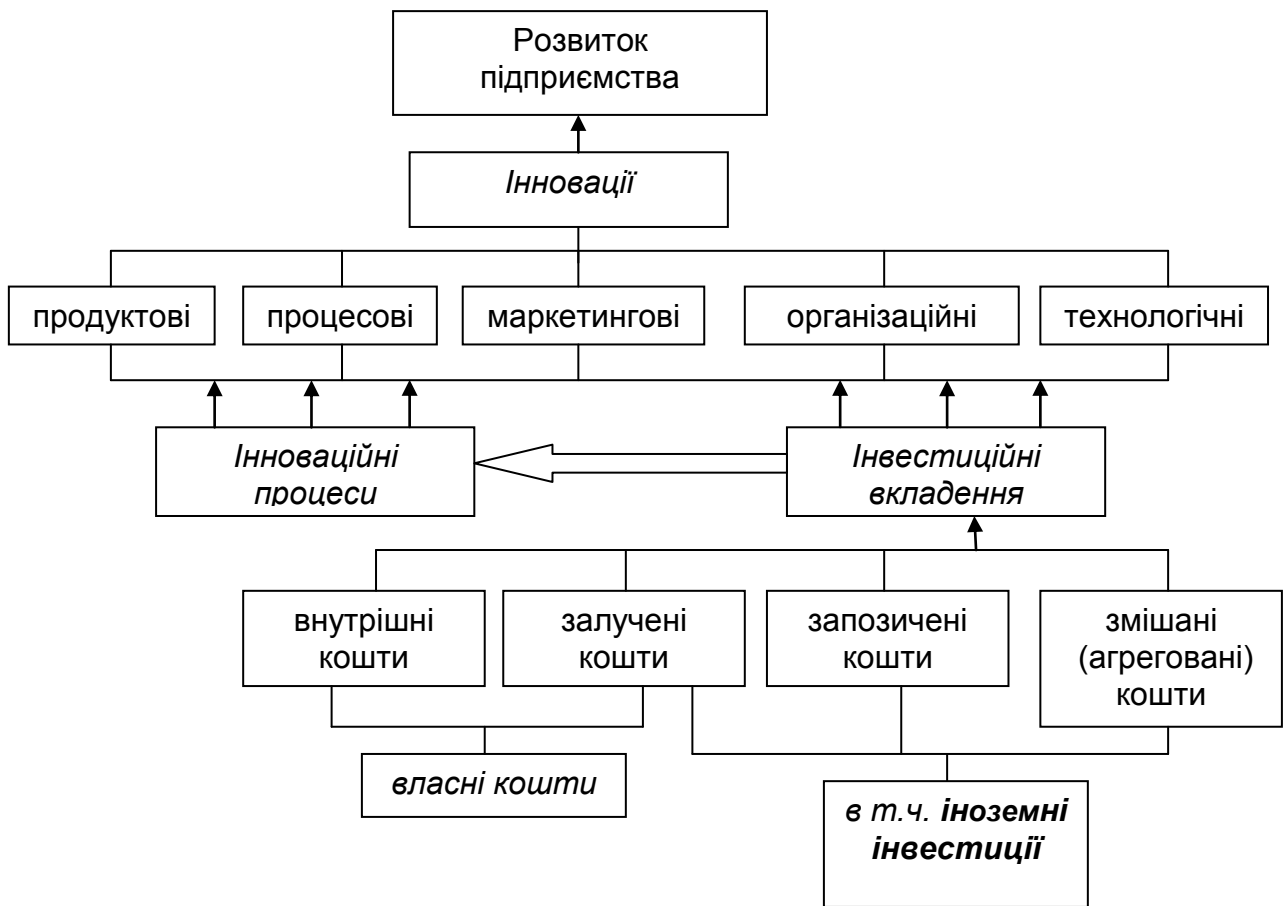 Розвиток
підприємства
Інновації
продуктові
процесові
маркетингові
організаційні
технологічні
Інноваційні
процеси
Інвестиційні
вкладення
внутрішні
кошти
залучені
кошти
запозичені
кошти
змішані
(агреговані)
кошти
власні кошти
в т.ч. іноземні
інвестиції